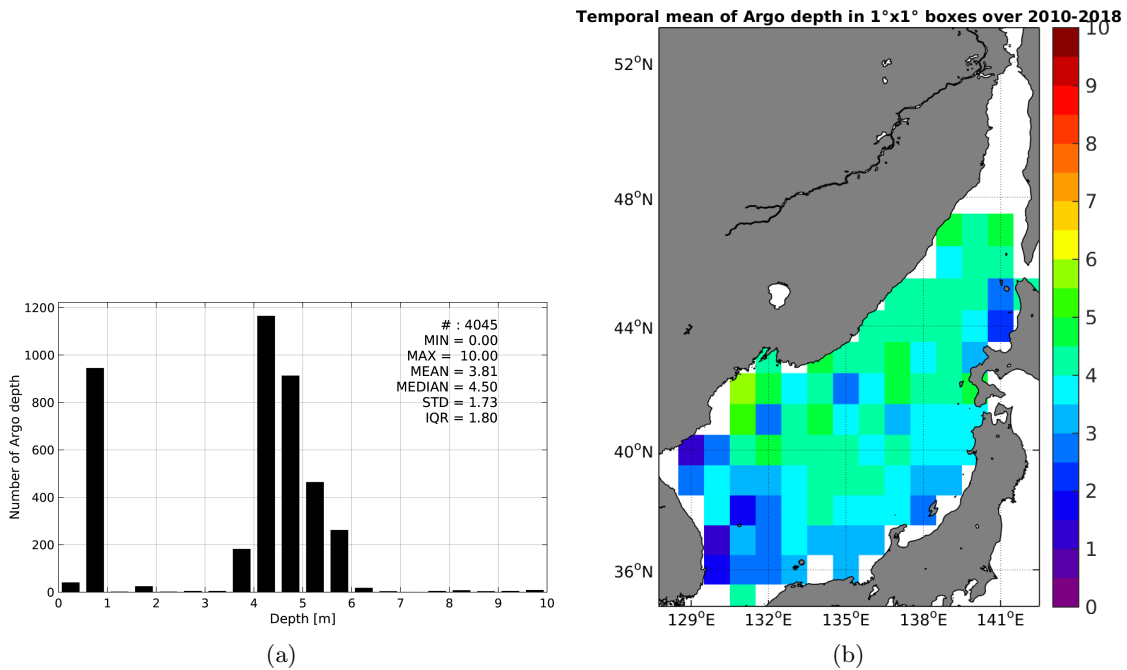 Temporal mean of Argo depth in 1°x1° boxes over 2010-2018
1200
1000
800
600
400
200
0
Number of Argo depth
# : 4045
MIN = 0.00
MAX = 10.00
MEAN = 3.81
MEDIAN = 4.50
STD = 1.73
IQR = 1.80
0 1 2 3 4 5 6 7 8 9 10
Depth [m]
(a)
52°N
48°N
44°N
40°N
36°N
129°E 132°E 135°E 138°E 141°E
10
9
8
7
6
5
4
3
2
1
0
(b)